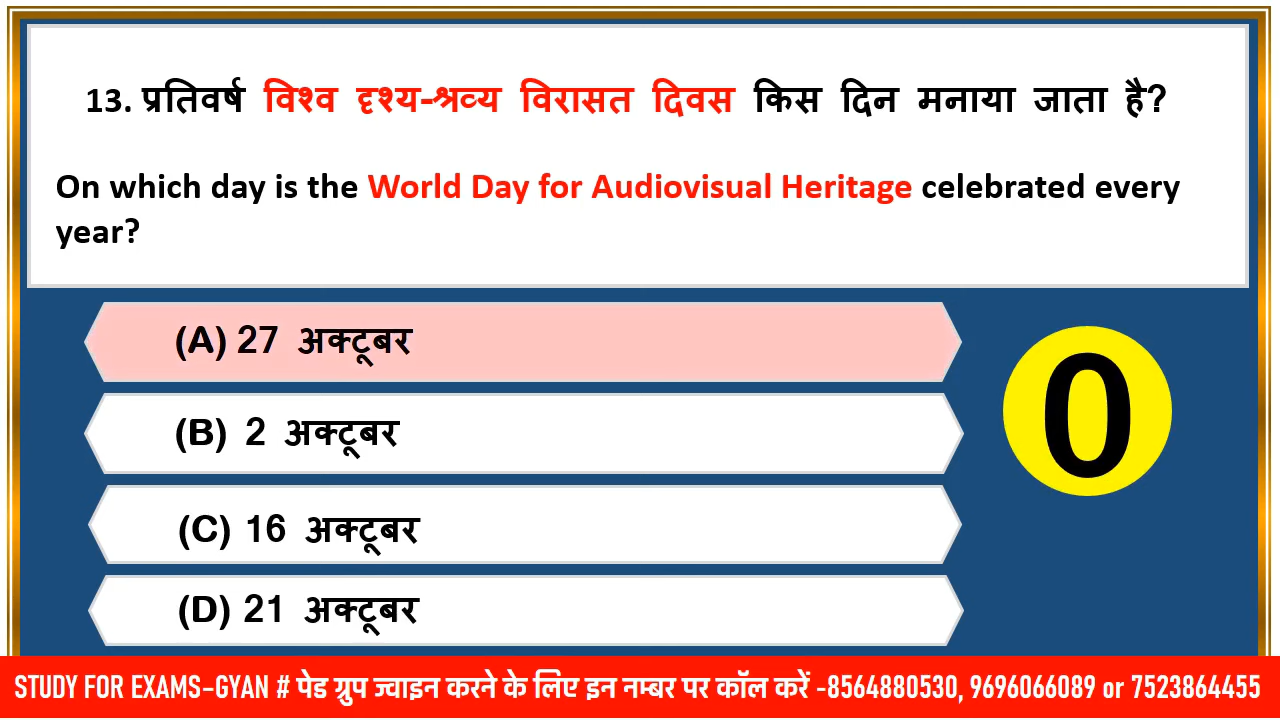 13. प्रतिवर्ष विश्व दृश्य-श्रव्य विरासत दिवस किस दिन मनाया जाता है?
On which day is the World Day for Audiovisual Heritage celebrated every
year?
(A) 27 अक्टूबर
0
(B) 2 अक्टूबर
(C) 16 अक्टूबर
(D) 21 अक्टूबर
STUDY FOR EXAMS-GYAN # पेड ग्रुप ज्वाइन करने के लिए इन नम्बर पर कॉल करें -8564880530, 9696066089 or 7523864455